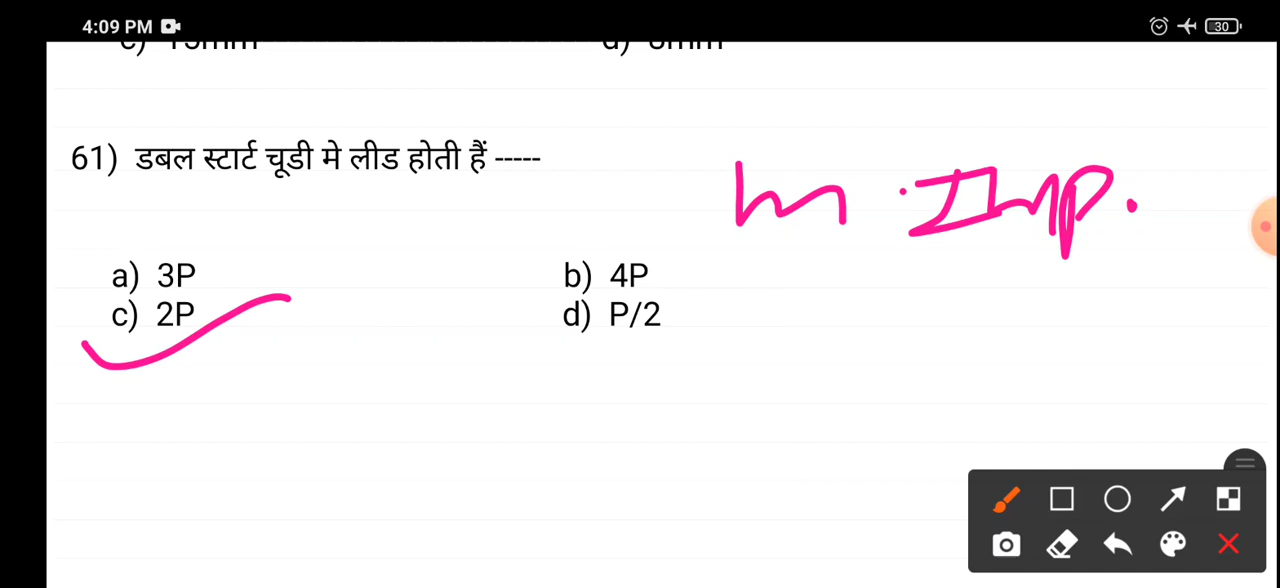 4:09 PM 30
61) डबल स्टार्ट चूडी मे लीड होती हैं -----
m . Imp.
a) 3P b) 4P
c) 2P d) P/2